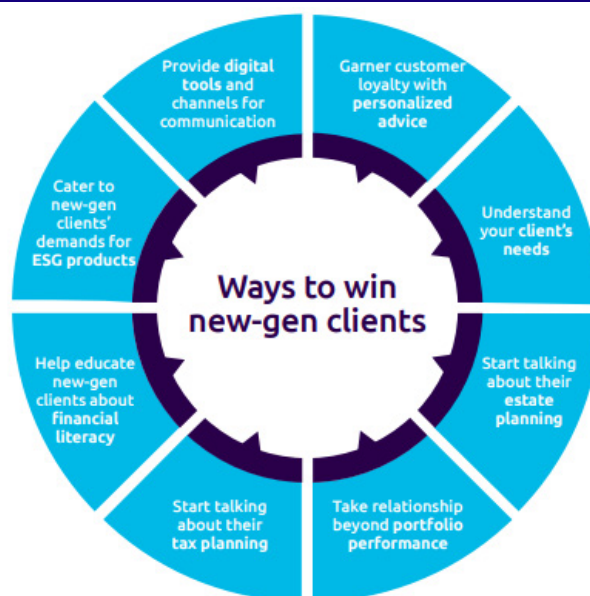 Provide digital
tools and
channels for
communication
Garner customer
loyalty with
personalized
advice
Understand
your client's
needs
Start talking
about their
estate
planning
Take relationship
beyond portfolio
performance
Start talking
about their
tax planning
Help educate
new-gen
clients about
financial
literacy
Cater to
new-gen
clients'
demands for
ESG products
Ways to win
new-gen clients